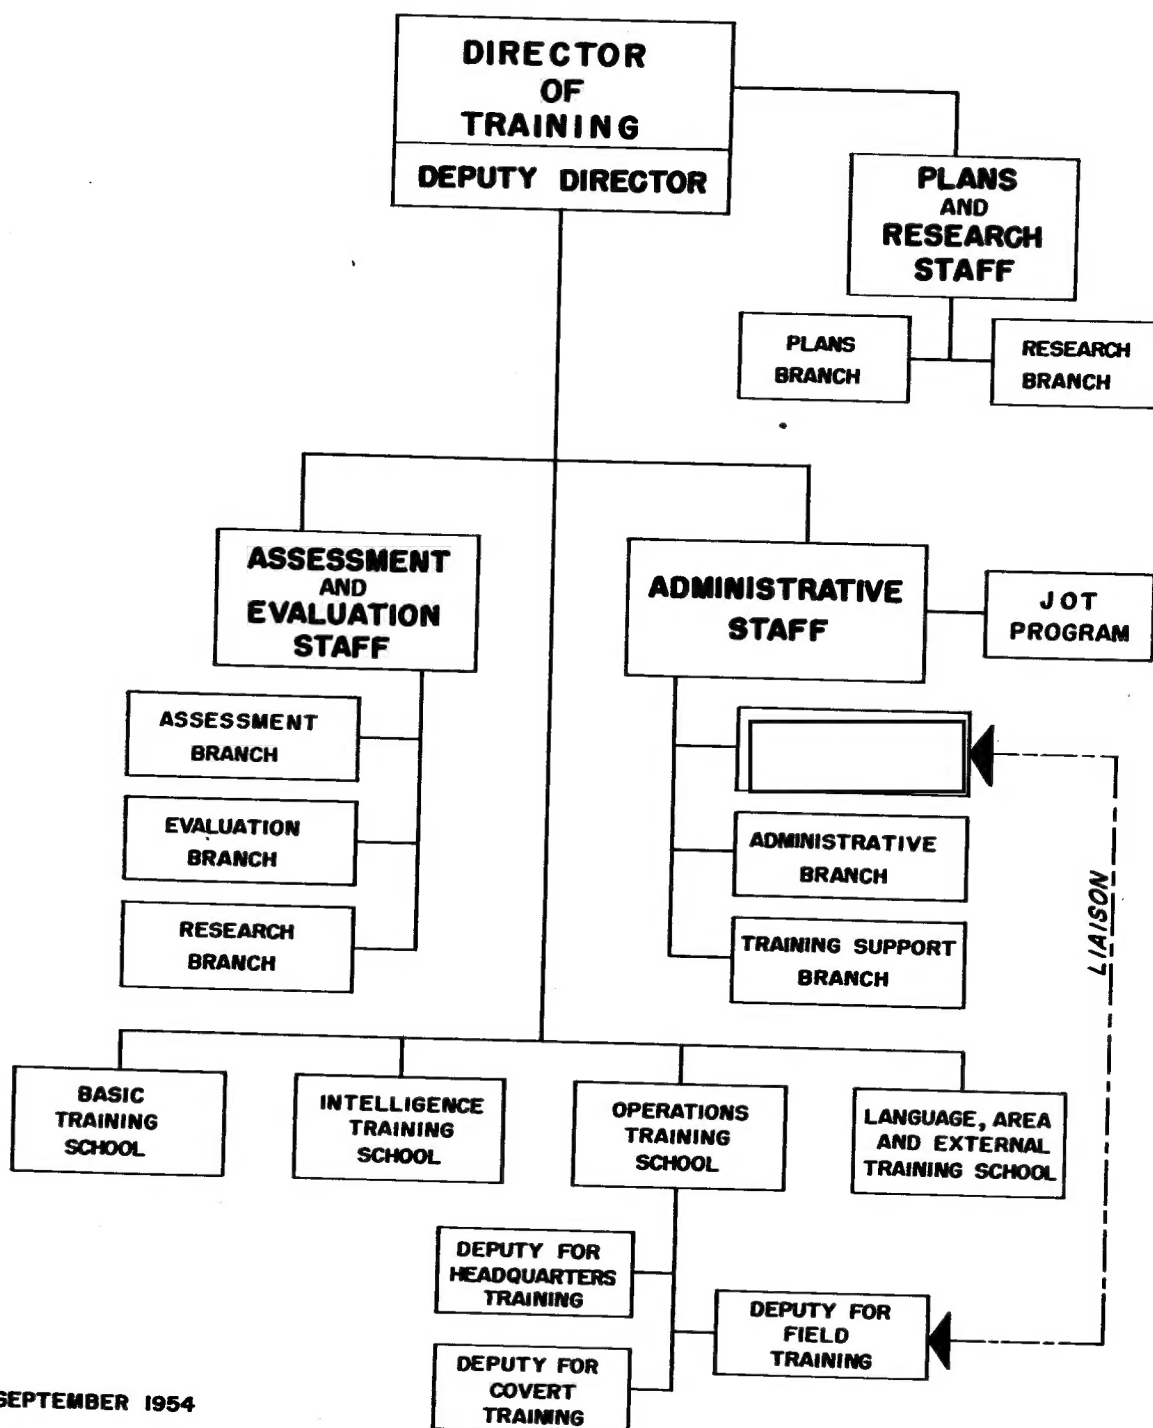 DIRECTOR
OF
TRAINING
DEPUTY DIRECTOR
PLANS
AND
RESEARCH
STAFF
PLANS
BRANCH
RESEARCH
BRANCH
ASSESSMENT
AND
EVALUATION
STAFF
ADMINISTRATIVE
STAFF
JOT
PROGRAM
ASSESSMENT
BRANCH
EVALUATION
BRANCH
RESEARCH
BRANCH
ADMINISTRATIVE
BRANCH
TRAINING SUPPORT
BRANCH
LIAISON
BASIC
TRAINING
SCHOOL
INTELLIGENCE
TRAINING
SCHOOL
OPERATIONS
TRAINING
SCHOOL
LANGUAGE, AREA
AND EXTERNAL
TRAINING SCHOOL
DEPUTY FOR
HEADQUARTERS
TRAINING
DEPUTY FOR
FIELD
TRAINING
DEPUTY FOR
COVERT
TRAINING
SEPTEMBER 1954